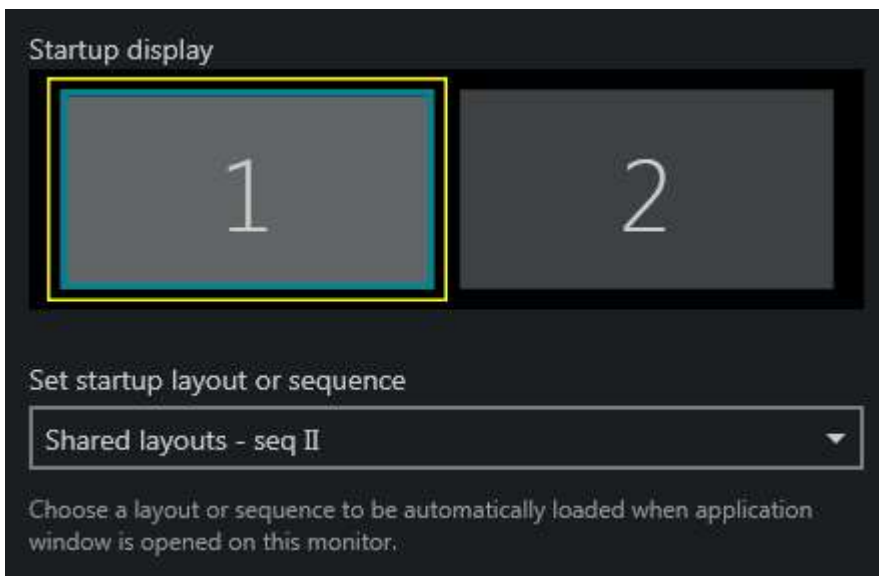 Startup display
1 2
Set startup layout or sequence
Shared layouts - seq II
Choose a layout or sequence to be automatically loaded when application
window is opened on this monitor.